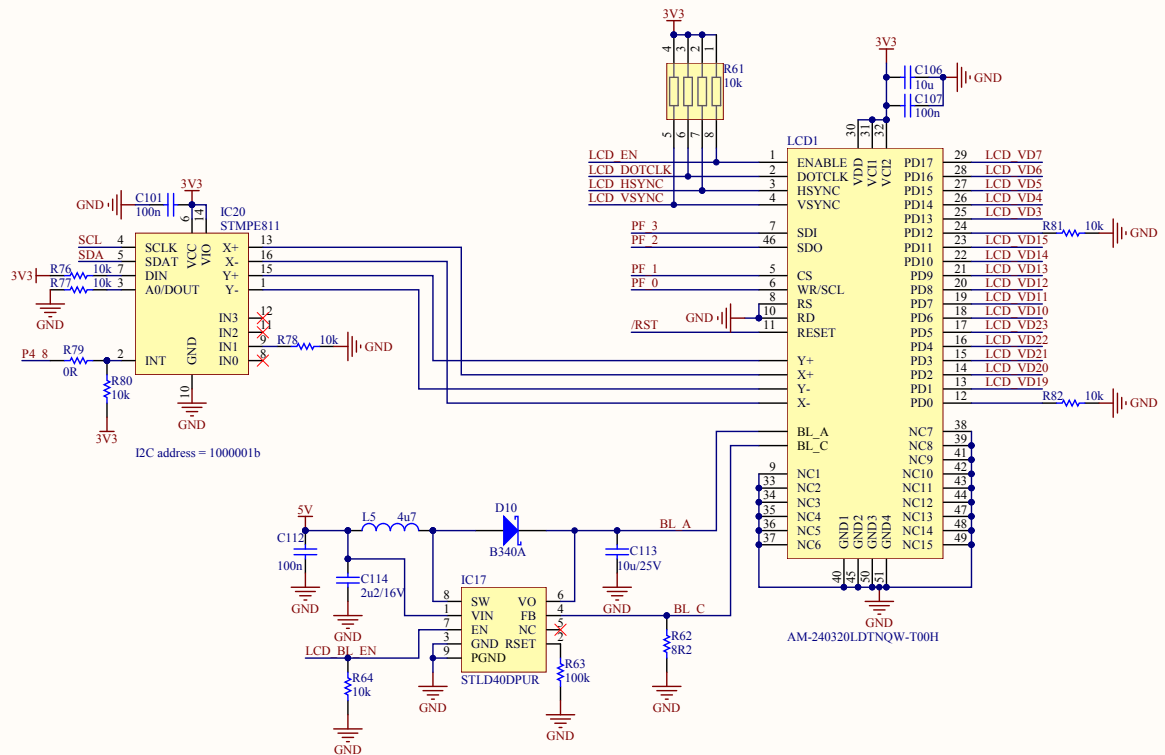 3V3
4 3 2 1
R61
10k
5 6 7 8
3V3
C106
10u
GND
C107
100n
LCD1
30 31 32
VDD VCI1 VCI2
LCD_EN 1 ENABLE PD17 29 LCD_VD7
LCD_DOTCLK 2 DOTCLK PD16 28 LCD_VD6
LCD_HSYNC 3 HSYNC PD15 27 LCD_VD5
LCD_VSYNC 4 VSYNC PD14 26 LCD_VD4
PD13 25 LCD_VD3
PF_3 7 SDI PD12 24 R81 10k GND
PF_2 46 SDO PD11 23 LCD_VD15
PD10 22 LCD_VD14
PF_1 5 CS PD9 21 LCD_VD13
PF_0 6 WR/SCL PD8 20 LCD_VD12
8 RS PD7 19 LCD_VD11
GND 10 RD PD6 18 LCD_VD10
/RST 11 RESET PD5 17 LCD_VD23
PD4 16 LCD_VD22
Y+ PD3 15 LCD_VD21
X+ PD2 14 LCD_VD20
Y- PD1 13 LCD_VD19
X- PD0 12 R82 10k GND
BL_A NC7 38
BL_C NC8 39
NC9 41
9 NC1 NC10 42
33 NC2 NC11 43
34 NC3 NC12 44
35 NC4 NC13 47
36 NC5 NC14 48
37 NC6 NC15 49
GND1 GND2 GND3 GND4
40 45 50 51
GND
AM-240320LDTNQW-T00H
3V3
GND C101
100n
6 14
IC20
STMPE811
VCC VIO
SCL 4 SCLK X+ 13
SDA 5 SDAT X- 16
3V3 R76 10k 7 DIN Y+ 15
R77 10k 3 A0/DOUT Y- 1
GND
IN3 12
IN2 11
IN1 9 R78 10k GND
P4_8 R79 2 INT IN0 8
0R
GND
10
R80
10k
3V3
GND
I2C address = 1000001b
5V
L5 4u7
D10
B340A
BL_A
C112
100n
GND
C114
2u2/16V
GND
C113
10u/25V
GND
IC17
8 SW VO 6
1 VIN FB 4 BL_C
7 EN NC 5
3 GND RSET 2
9 PGND
STLD40DPUR
LCD_BL_EN
R64
10k
GND
GND
R63
100k
GND
R62
8R2
GND